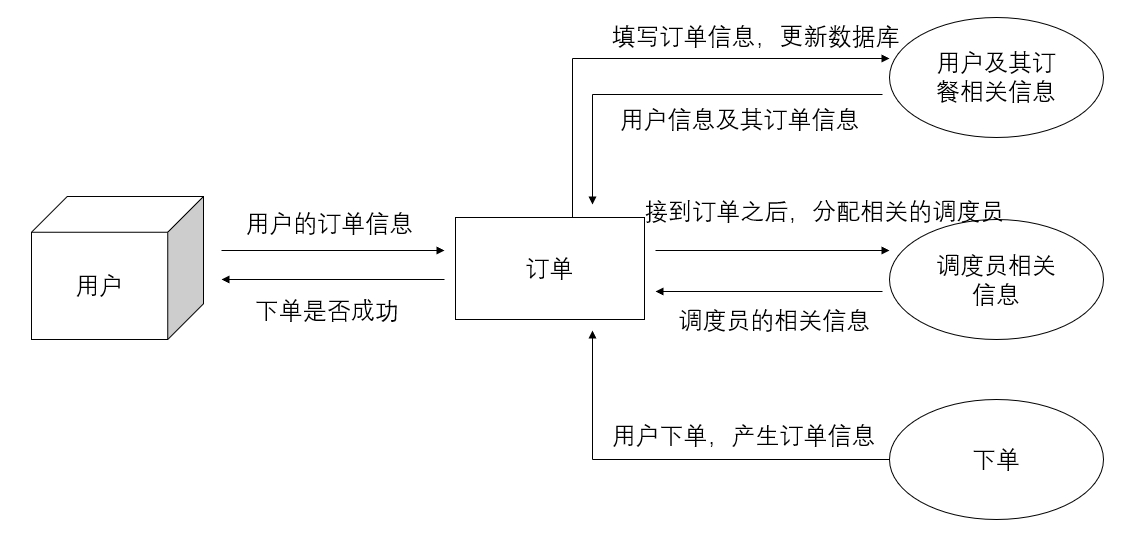 填写订单信息，更新数据库
用户及其订
餐相关信息
用户信息及其订单信息
用户的订单信息
接到订单之后，分配相关的调度员
用户
订单
调度员相关
信息
下单是否成功
调度员的相关信息
用户下单，产生订单信息
下单